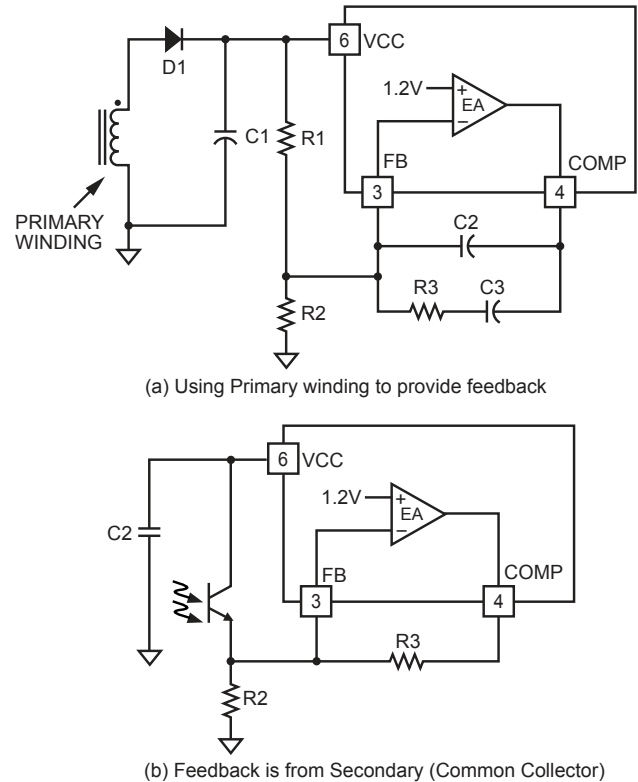 6
VCC
D1
1.2V
+
EA
−
C1
R1
FB
COMP
3
4
PRIMARY
WINDING
C2
R3
C3
R2
(a) Using Primary winding to provide feedback
6
VCC
1.2V
+
EA
−
C2
FB
COMP
3
4
R3
R2
(b) Feedback is from Secondary (Common Collector)